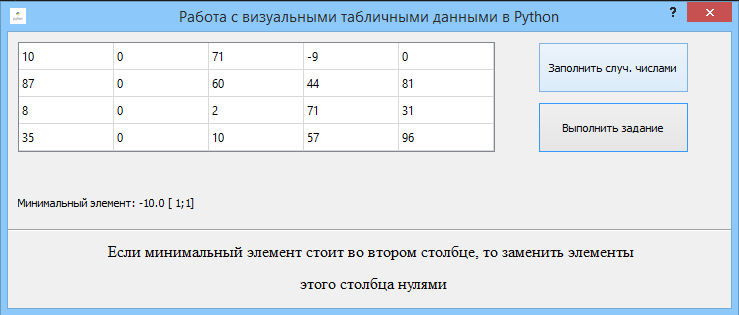 Работа с визуальными табличными данными в Python
?
10 0 71 -9 0
87 0 60 44 81
8 0 2 71 31
35 0 10 57 96
Заполнить случ. числами
Выполнить задание
Минимальный элемент: -10.0 [ 1;1]
Если минимальный элемент стоит во втором столбце, то заменить элементы
этого столбца нулями